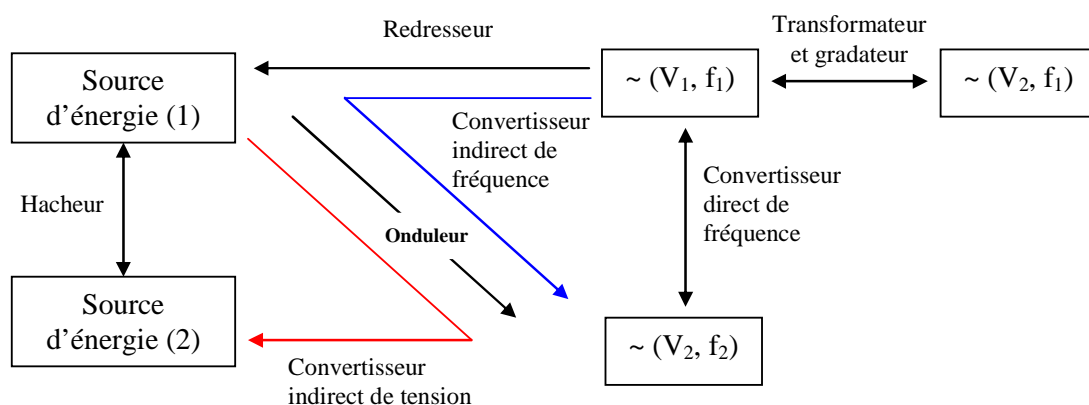 Redresseur
Transformateur
et gradateur
Source
d'énergie (1)
~ (V₁, f₁)
~ (V₂, f₁)
Convertisseur
indirect de
fréquence
Convertisseur
direct de
fréquence
Hacheur
Onduleur
Source
d'énergie (2)
~ (V₂, f₂)
Convertisseur
indirect de tension